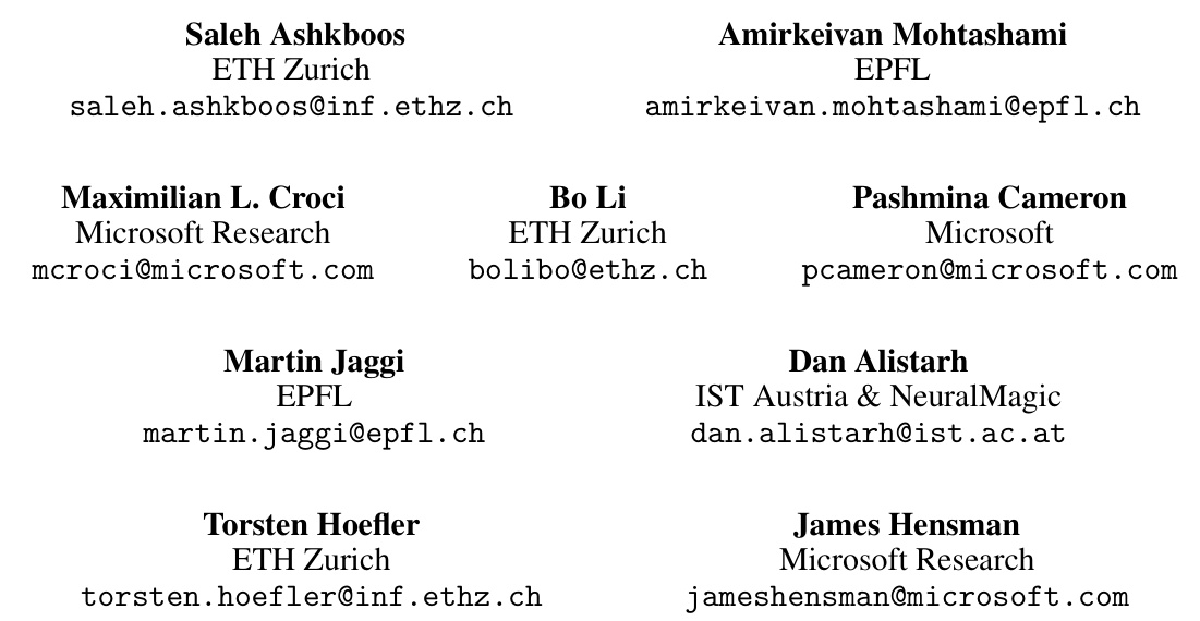 Saleh Ashkboos
ETH Zurich
saleh.ashkboos@inf.ethz.ch
Amirkeivan Mohtashami
EPFL
amirkeivan.mohtashami@epfl.ch
Maximilian L. Croci
Microsoft Research
mcroci@microsoft.com
Bo Li
ETH Zurich
bolibo@ethz.ch
Pashmina Cameron
Microsoft
pcameron@microsoft.com
Martin Jaggi
EPFL
martin.jaggi@epfl.ch
Dan Alistarh
IST Austria & NeuralMagic
dan.alistarh@ist.ac.at
Torsten Hoefler
ETH Zurich
torsten.hoefler@inf.ethz.ch
James Hensman
Microsoft Research
jameshensman@microsoft.com